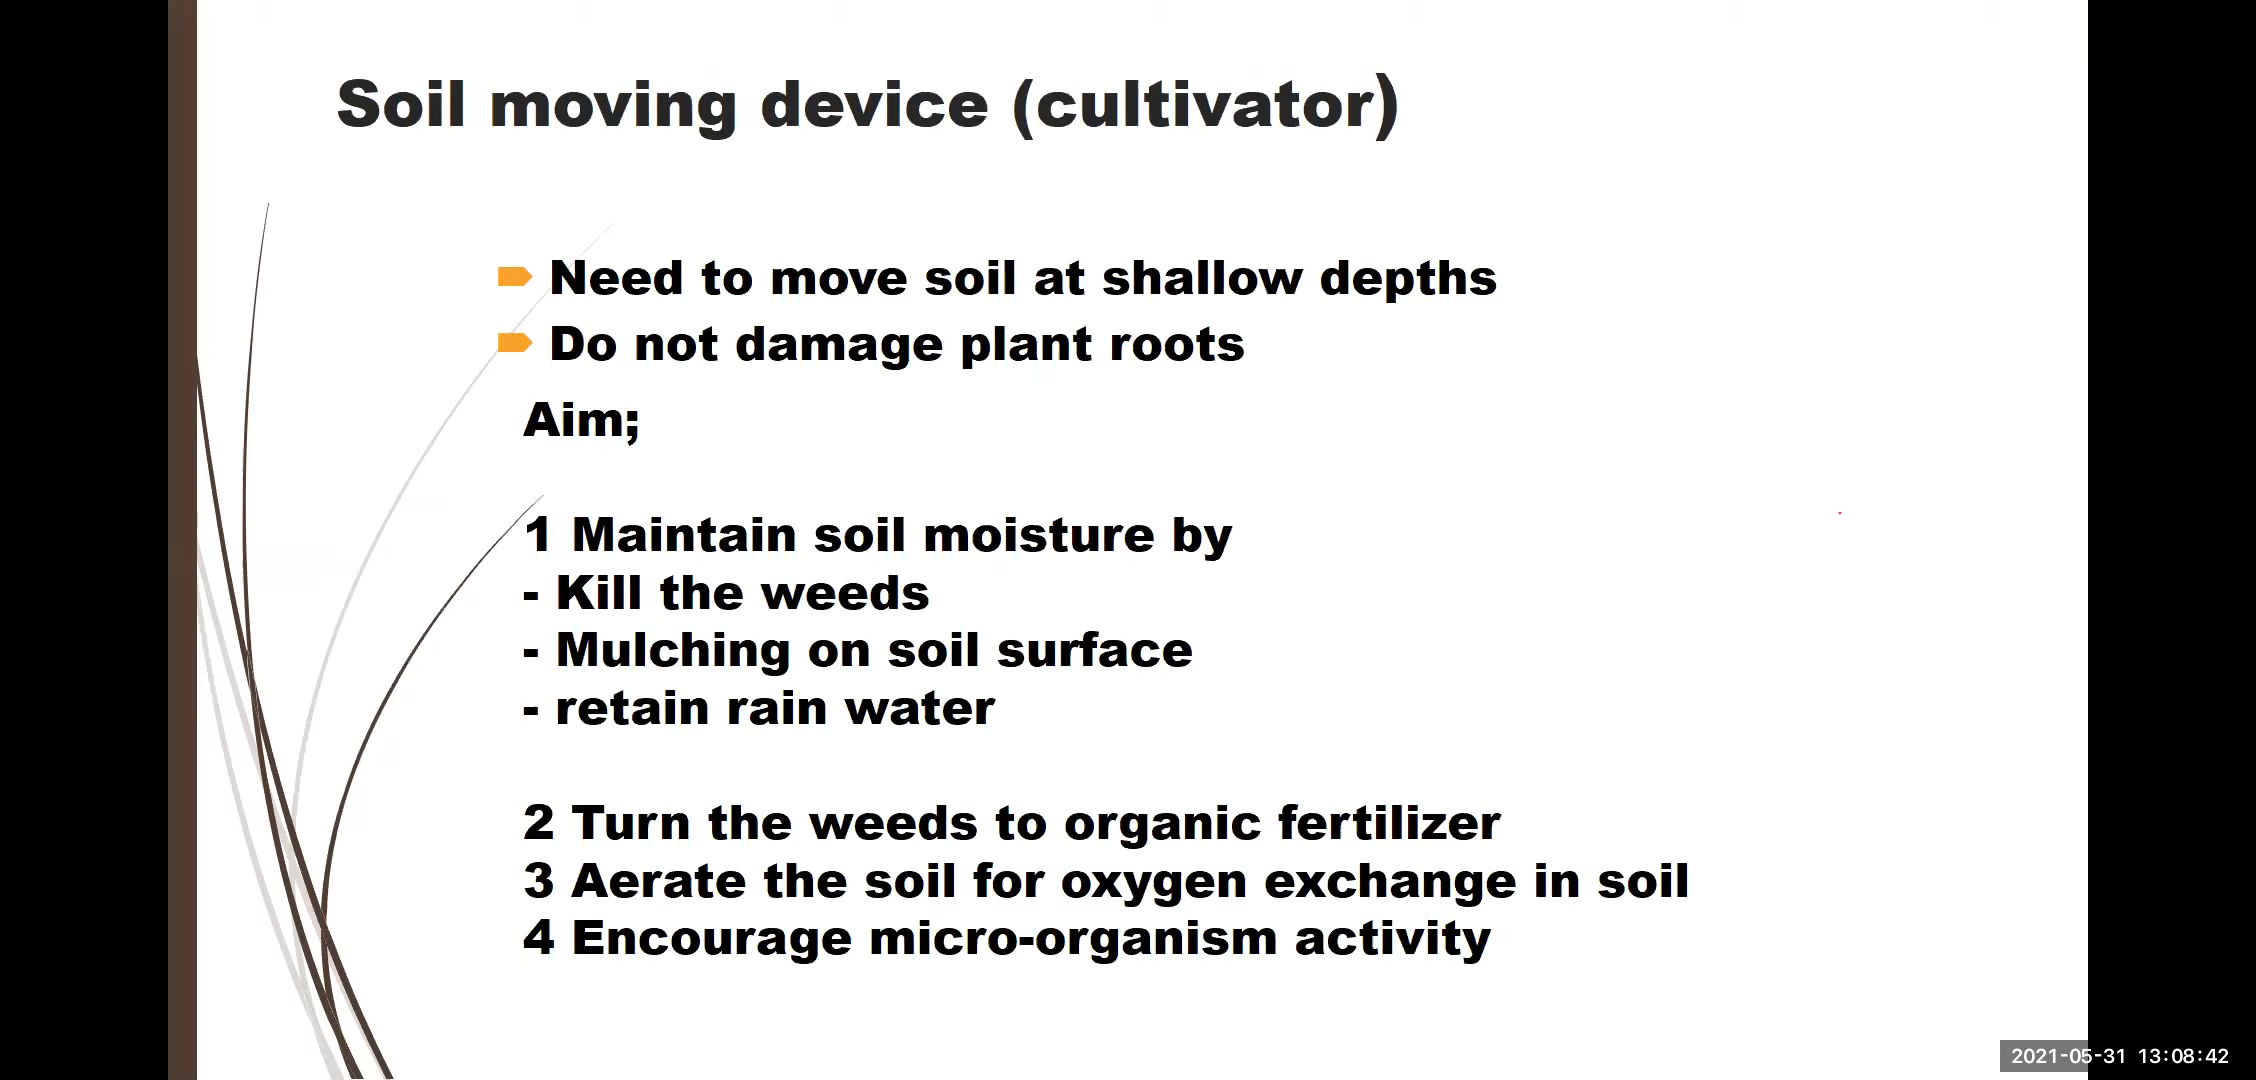 Soil moving device (cultivator)
Need to move soil at shallow depths
Do not damage plant roots
Aim;
1 Maintain soil moisture by
- Kill the weeds
- Mulching on soil surface
- retain rain water
2 Turn the weeds to organic fertilizer
3 Aerate the soil for oxygen exchange in soil
4 Encourage micro-organism activity
2021-05-31 13:08:42